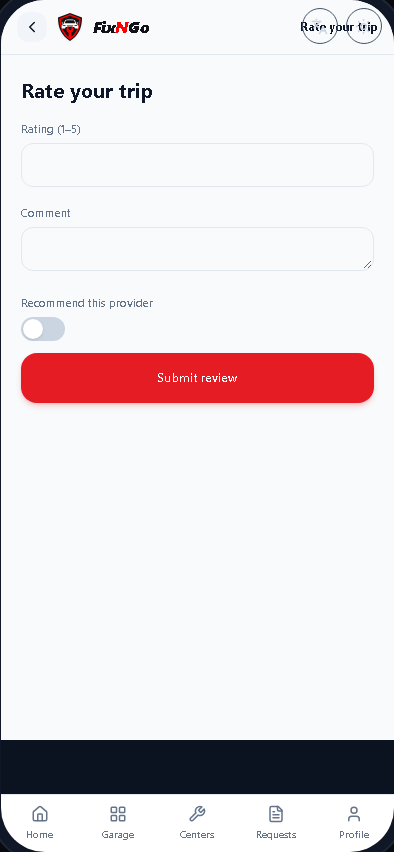 FixNGo
Rate your trip
Rate your trip
Rating (1–5)
Comment
Recommend this provider
Submit review
Home
Garage
Centers
Requests
Profile